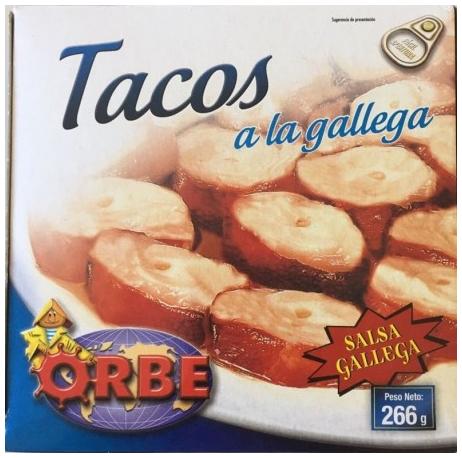 Sugerencia de presentación
Tacos
a la gallega
ORBE
SALSA
GALLEGA
Peso Neto:
266 g